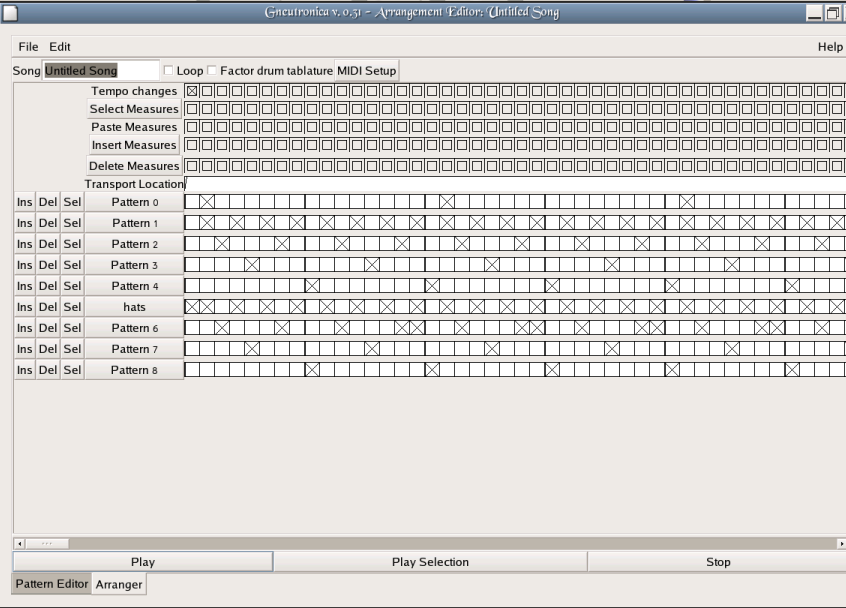 Gneutronica v. 0.31 - Arrangement Editor: Untitled Song
File Edit Help
Song Untitled Song Loop Factor drum tablature MIDI Setup
Tempo changes
Select Measures
Paste Measures
Insert Measures
Delete Measures
Transport Location
Ins Del Sel Pattern 0
Ins Del Sel Pattern 1
Ins Del Sel Pattern 2
Ins Del Sel Pattern 3
Ins Del Sel Pattern 4
Ins Del Sel hats
Ins Del Sel Pattern 6
Ins Del Sel Pattern 7
Ins Del Sel Pattern 8
Play Play Selection Stop
Pattern Editor Arranger